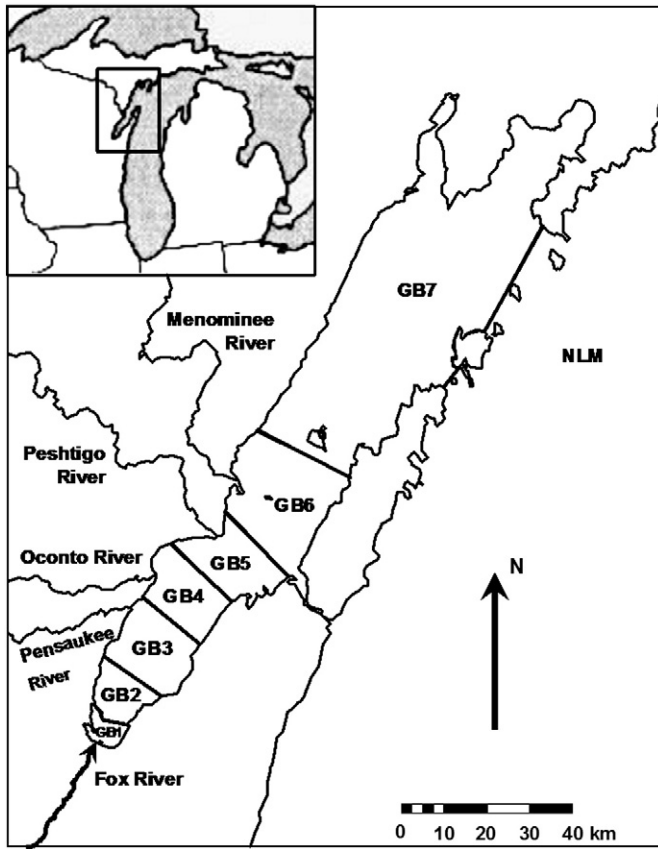 GB7
Menominee
River
NLM
Peshtigo
River
GB6
Oconto River
GB5
N
GB4
Pensaukee
River
GB3
GB2
GB1
Fox River
0 10 20 30 40 km